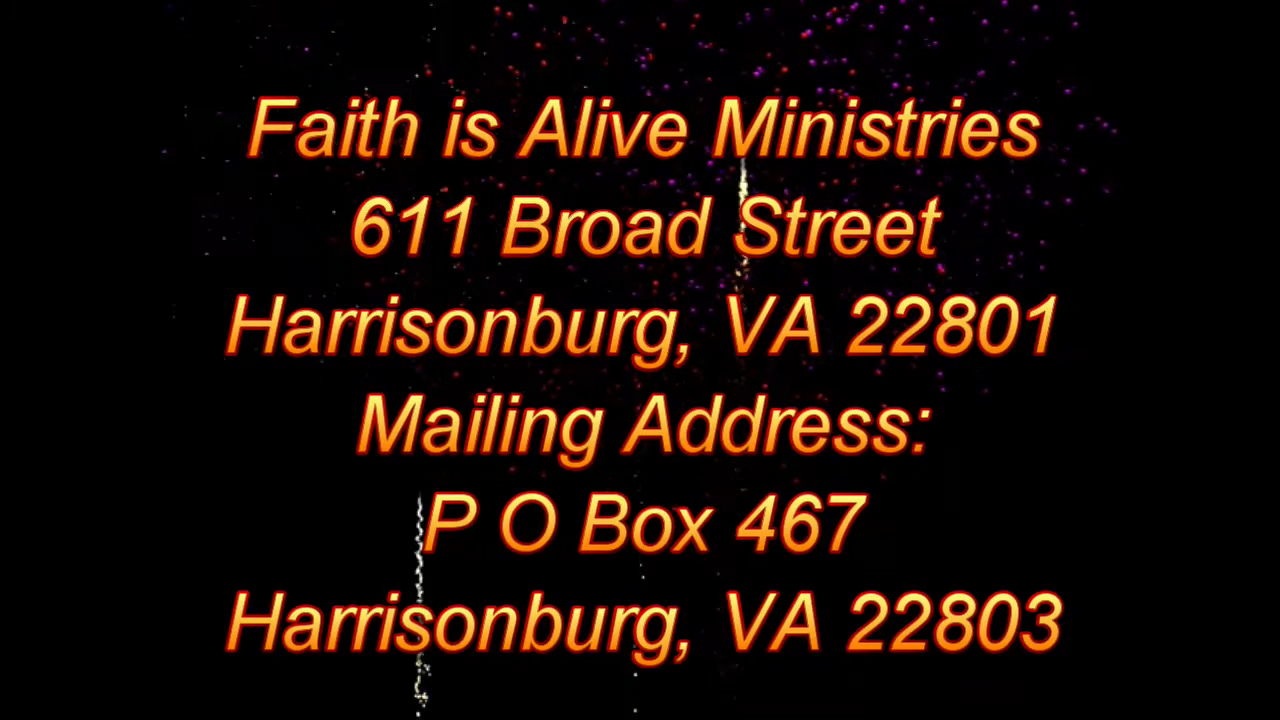 Faith is Alive Ministries
611 Broad Street
Harrisonburg, VA 22801
Mailing Address:
P O Box 467
Harrisonburg, VA 22803